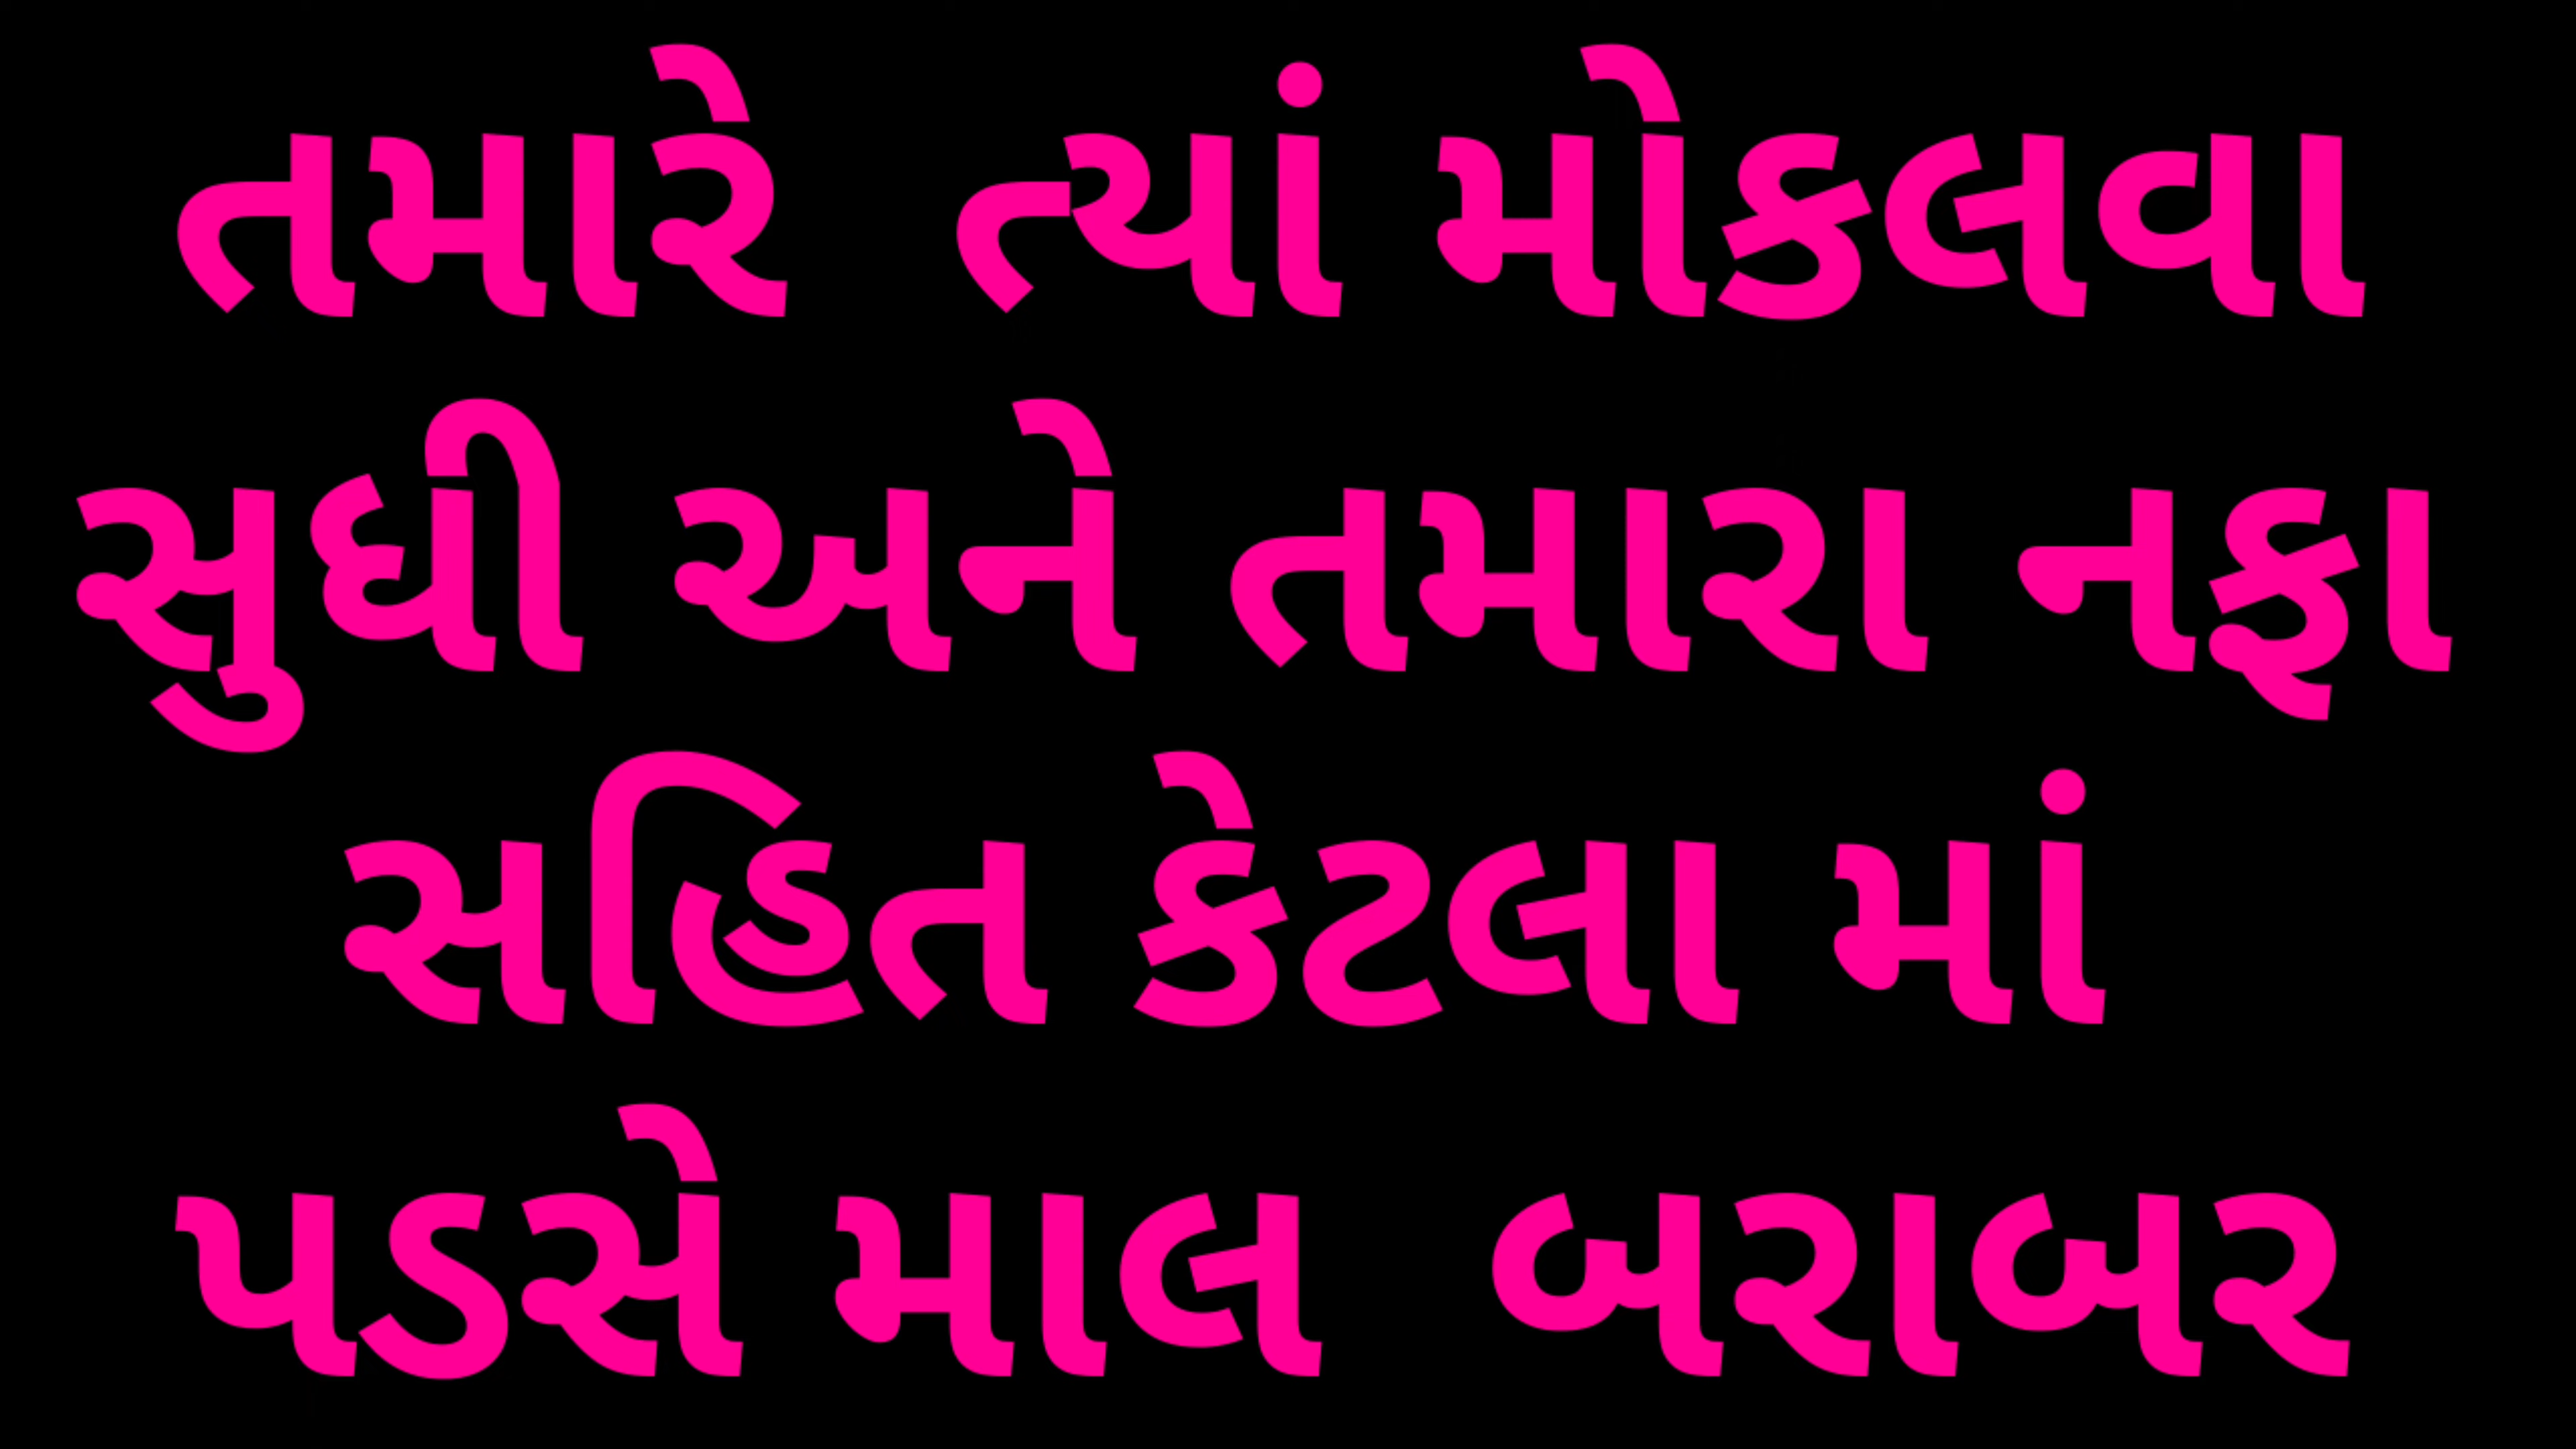 તમારે ત્યાં મોકલવા
સુધી અને તમારા નફા
સહિત કેટલા માં
પડસે માલ બરાબર